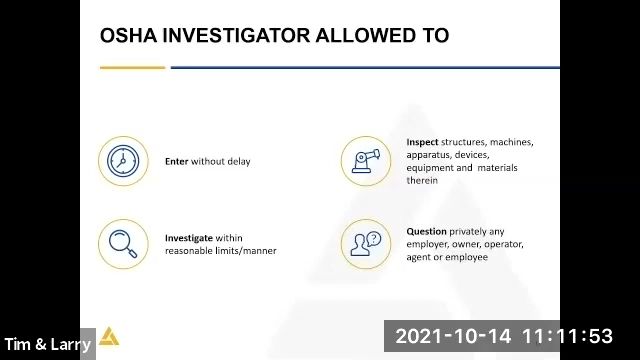 OSHA INVESTIGATOR ALLOWED TO
Enter without delay
Inspect structures, machines,
apparatus, devices,
equipment and materials
therein
Investigate within
reasonable limits/manner
Question privately any
employer, owner, operator,
agent or employee
?
Tim & Larry
2021-10-14 11:11:53